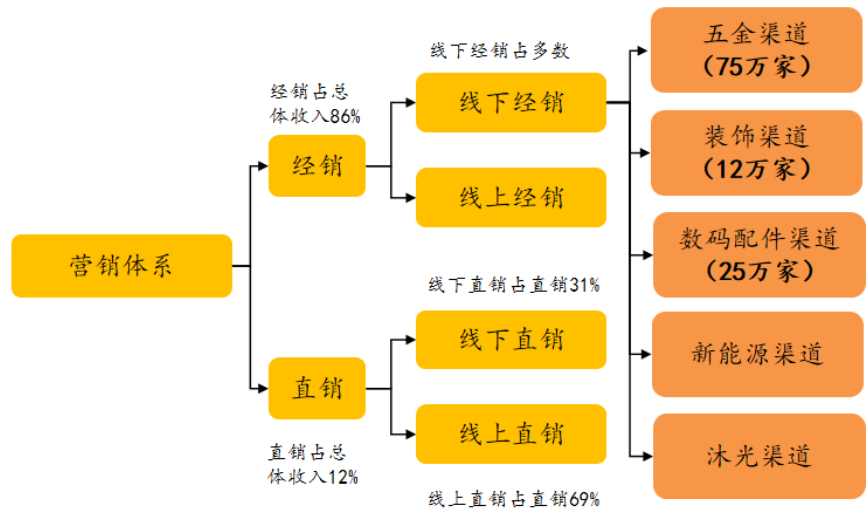 营销体系
经销占总
体收入86%
经销
直销
直销占总
体收入12%
线下经销占多数
线下经销
线上经销
线下直销占直销31%
线下直销
线上直销
线上直销占直销69%
五金渠道
（75万家）
装饰渠道
（12万家）
数码配件渠道
（25万家）
新能源渠道
沐光渠道